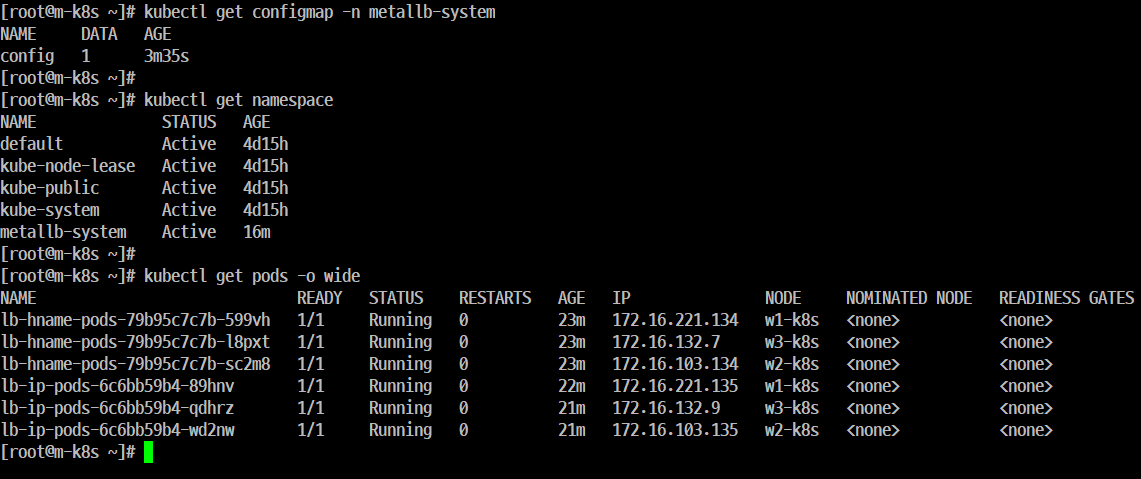 [root@m-k8s ~]# kubectl get configmap -n metallb-system
NAME     DATA   AGE
config   1      3m35s
[root@m-k8s ~]#
[root@m-k8s ~]# kubectl get namespace
NAME              STATUS   AGE
default           Active   4d15h
kube-node-lease   Active   4d15h
kube-public       Active   4d15h
kube-system       Active   4d15h
metallb-system    Active   16m
[root@m-k8s ~]#
[root@m-k8s ~]# kubectl get pods -o wide
NAME                             READY   STATUS    RESTARTS   AGE   IP               NODE     NOMINATED NODE   READINESS GATES
lb-hname-pods-79b95c7c7b-599vh   1/1     Running   0          23m   172.16.221.134   w1-k8s   <none>           <none>
lb-hname-pods-79b95c7c7b-l8pxt   1/1     Running   0          23m   172.16.132.7     w3-k8s   <none>           <none>
lb-hname-pods-79b95c7c7b-sc2m8   1/1     Running   0          23m   172.16.103.134   w2-k8s   <none>           <none>
lb-ip-pods-6c6bb59b4-89hnv       1/1     Running   0          22m   172.16.221.135   w1-k8s   <none>           <none>
lb-ip-pods-6c6bb59b4-qdhrz       1/1     Running   0          21m   172.16.132.9     w3-k8s   <none>           <none>
lb-ip-pods-6c6bb59b4-wd2nw       1/1     Running   0          21m   172.16.103.135   w2-k8s   <none>           <none>
[root@m-k8s ~]#